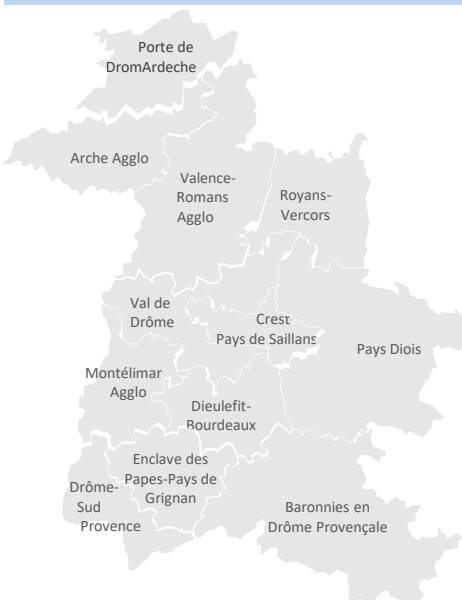 Porte de
DromArdeche
Arche Agglo
Valence-
Romans
Agglo
Royans-
Vercors
Val de
Drôme
Crest-
Pays de Saillans
Pays Diois
Montélimar
Agglo
Dieulefit-
Bourdeaux
Enclave des
Papes-Pays de
Grignan
Drôme-
Sud
Provence
Baronnies en
Drôme Provençale